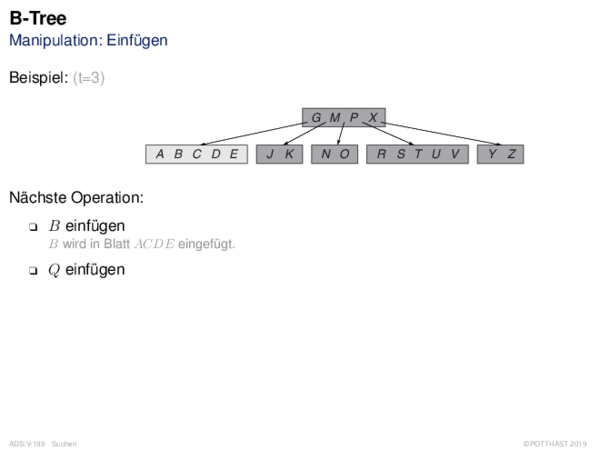 B-Tree
Manipulation: Einfügen
Beispiel: (t=3)
G M P X
A B C D E J K N O R S T U V Y Z
Nächste Operation:
❑ B einfügen
B wird in Blatt ACDE eingefügt.
❑ Q einfügen
ADS:V-199 Suchen ©POTTHAST 2019